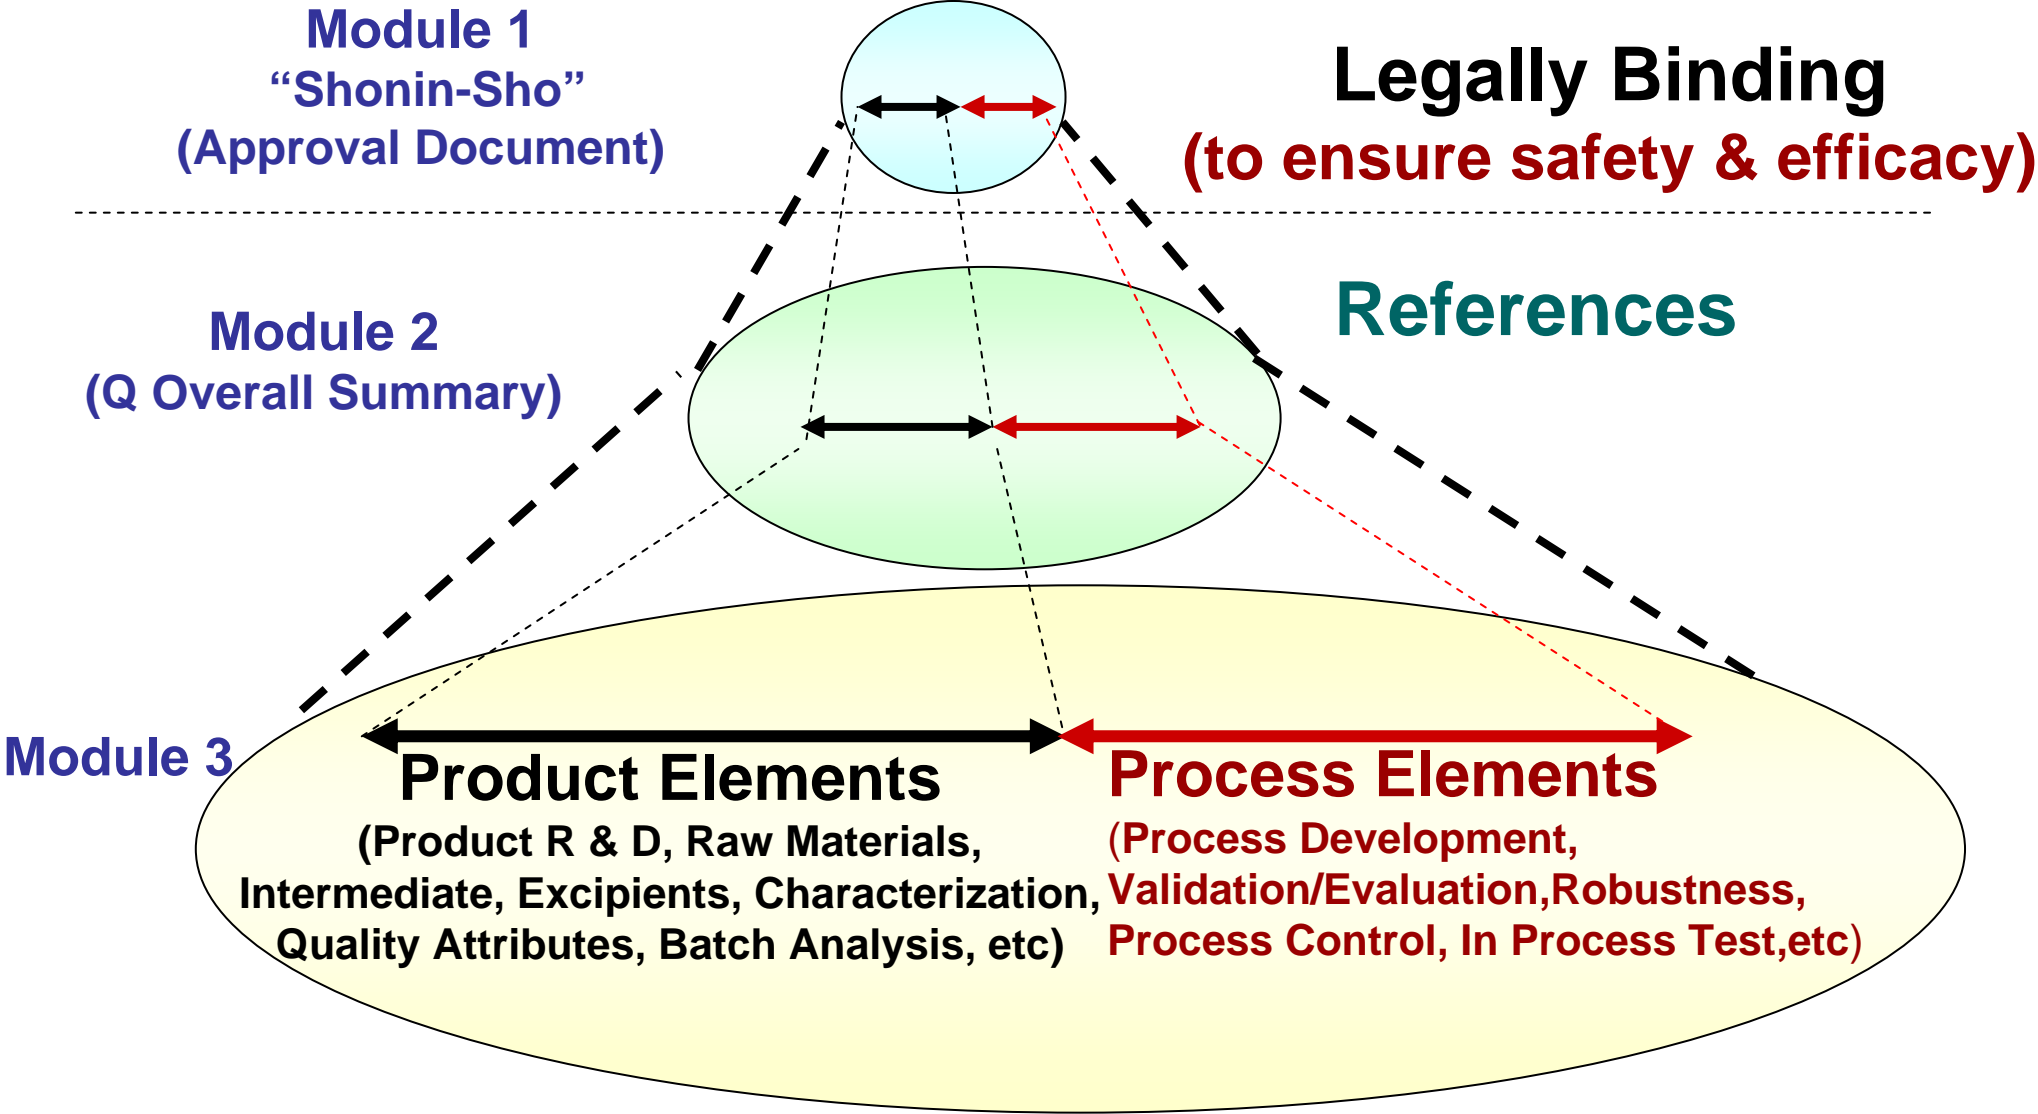 Module 1
“Shonin-Sho”
(Approval Document)
Legally Binding
(to ensure safety & efficacy)
Module 2
(Q Overall Summary)
References
Module 3
Product Elements
(Product R & D, Raw Materials,
Intermediate, Excipients, Characterization,
Quality Attributes, Batch Analysis, etc)
Process Elements
(Process Development,
Validation/Evaluation,Robustness,
Process Control, In Process Test,etc)